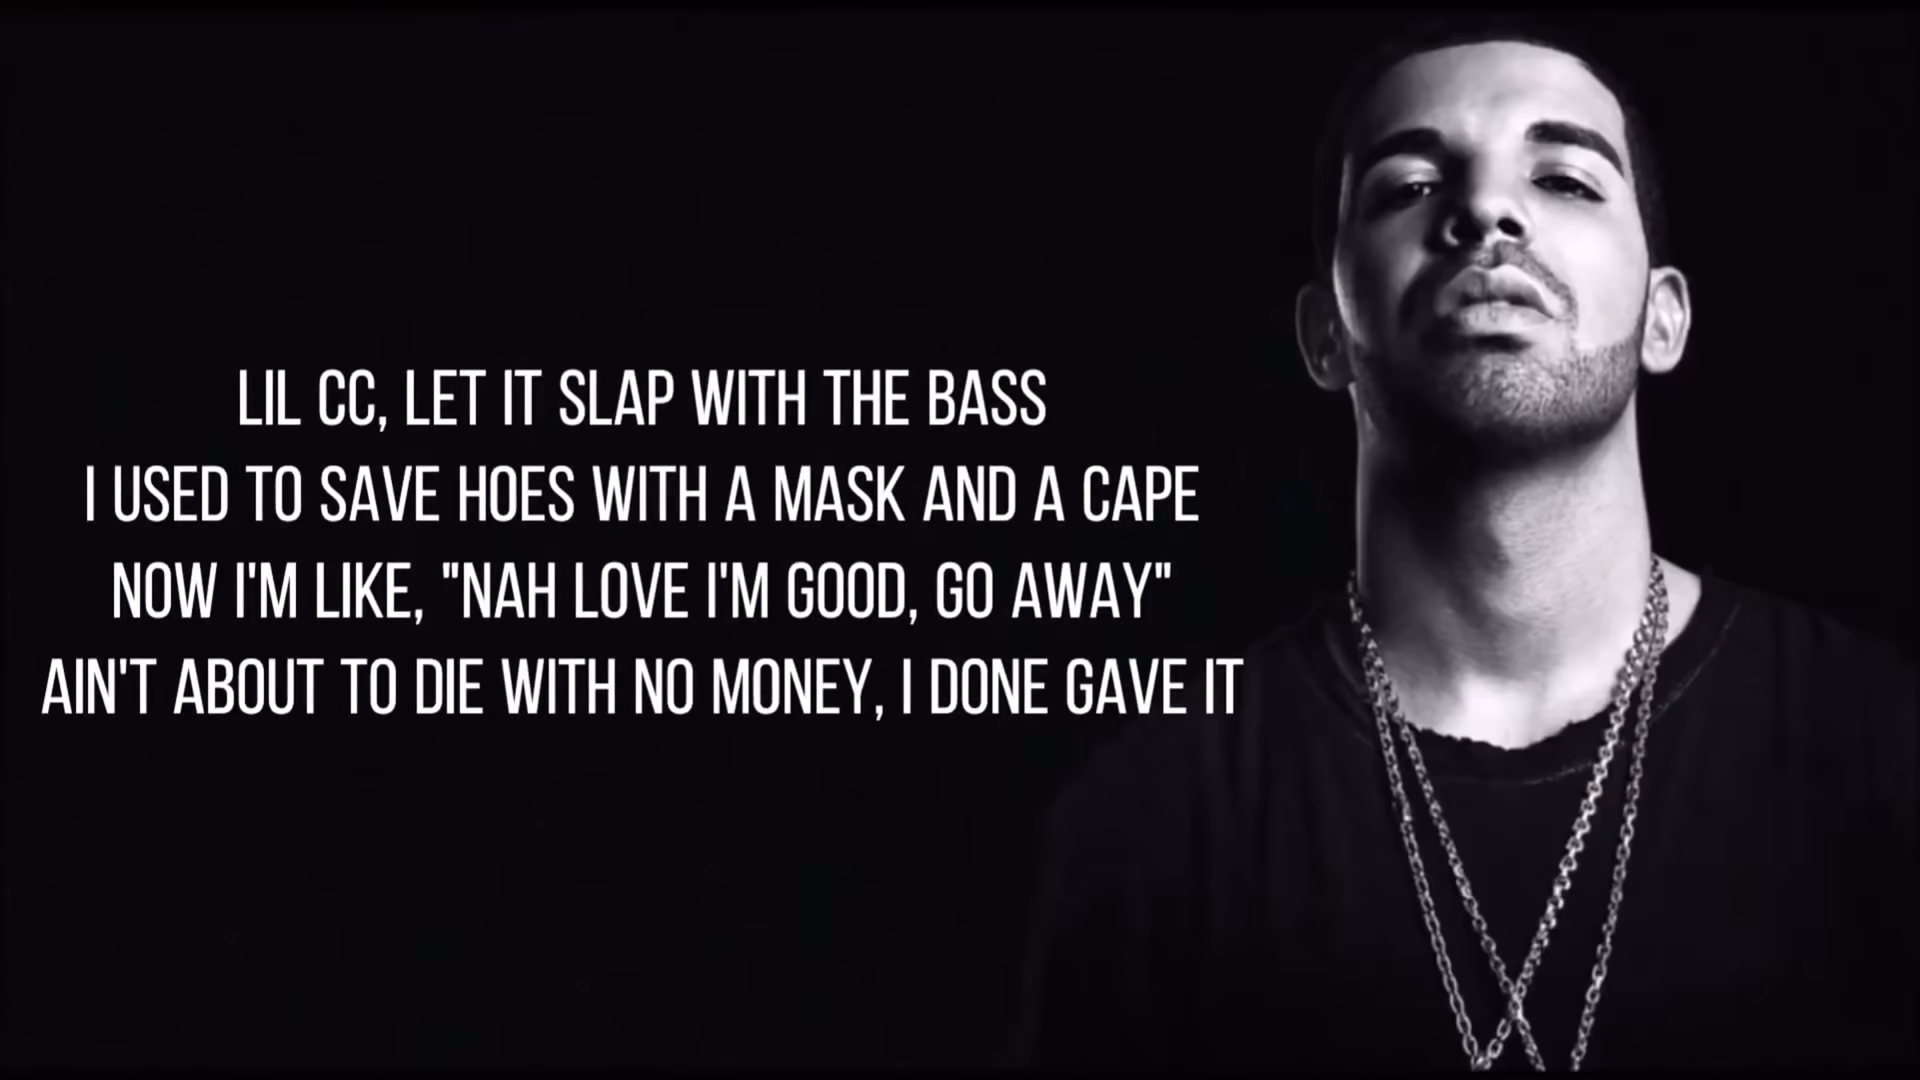 LIL CC, LET IT SLAP WITH THE BASS
I USED TO SAVE HOES WITH A MASK AND A CAPE
NOW I'M LIKE, "NAH LOVE I'M GOOD, GO AWAY"
AIN'T ABOUT TO DIE WITH NO MONEY, I DONE GAVE IT